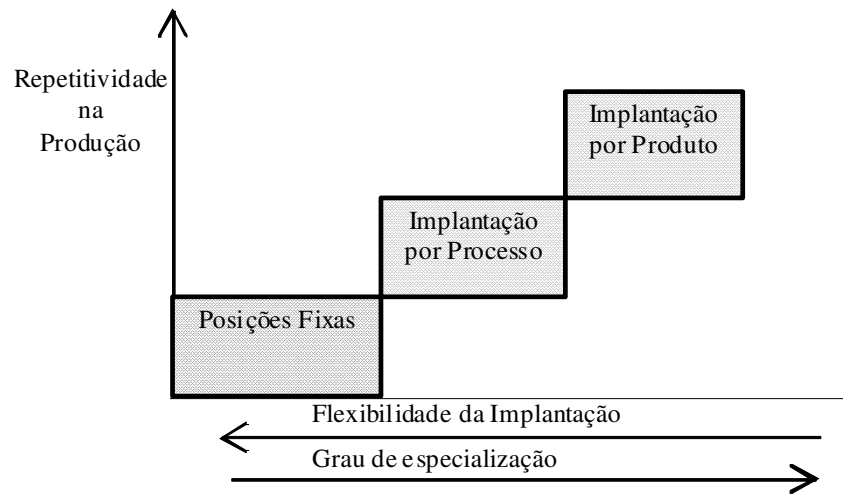 Repetitividade
na
Produção
Implantação
por Produto
Implantação
por Processo
Posições Fixas
Flexibilidade da Implantação
Grau de especialização